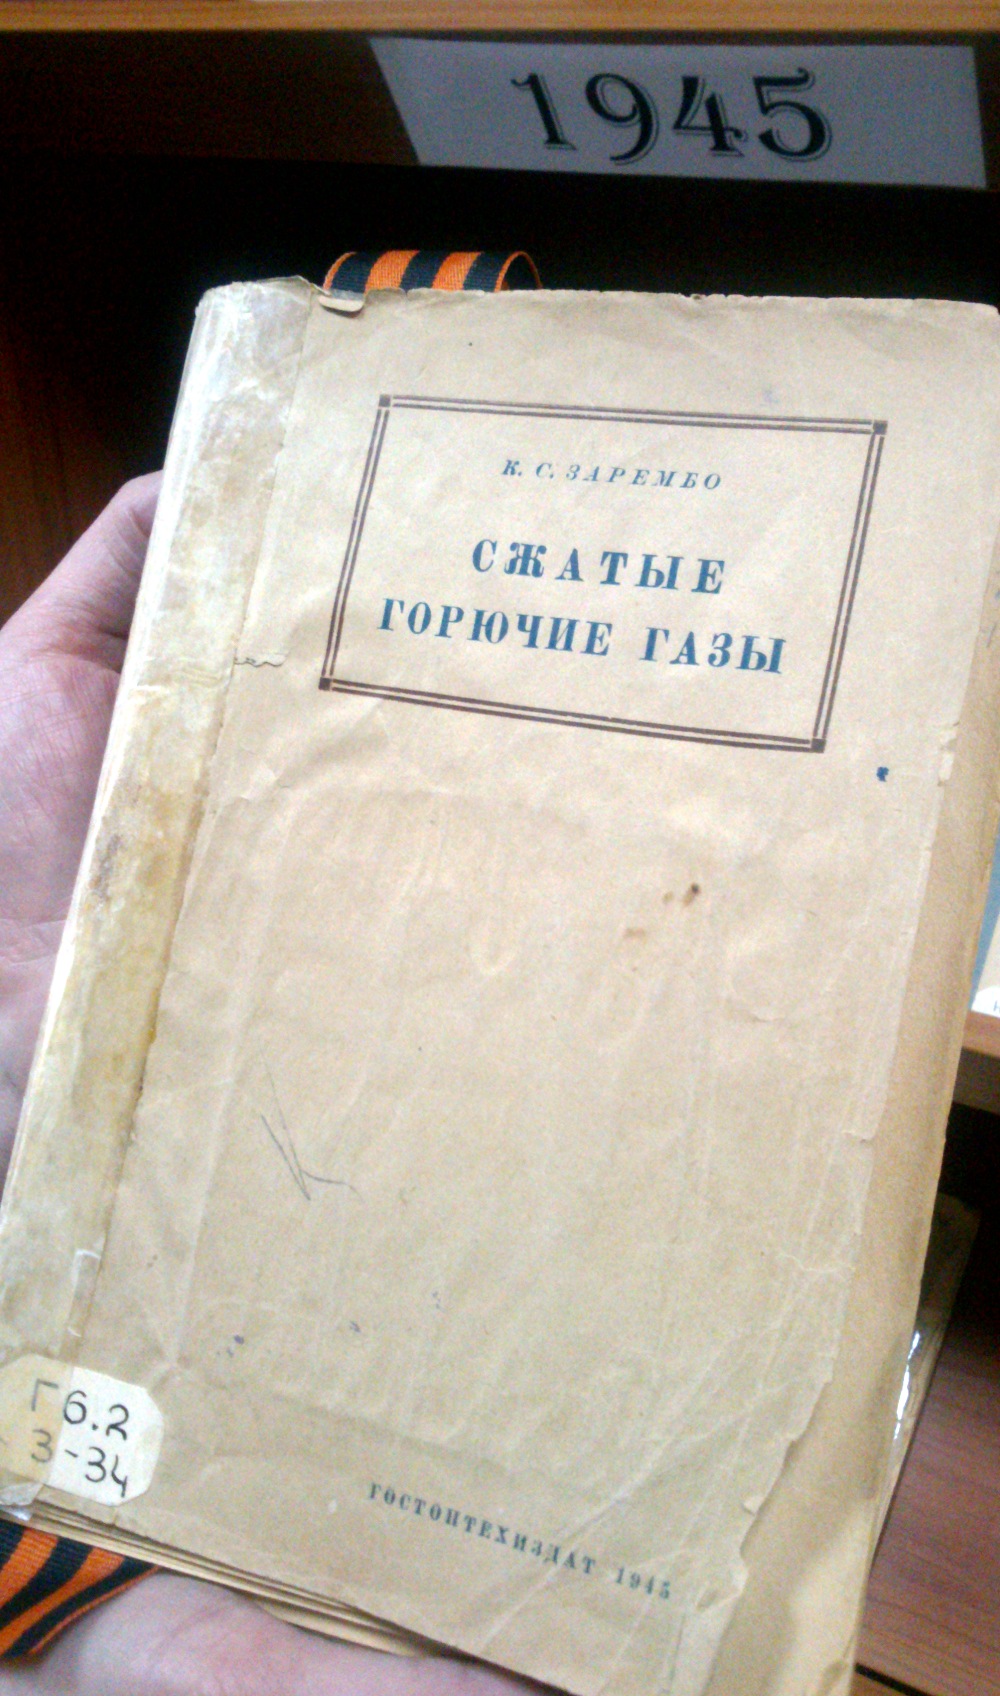 1945
К. С. ЗАРЕМБО
СЖАТЫЕ
ГОРЮЧИЕ ГАЗЫ
Г6.2
З-34
ГОСТОПТЕХИЗДАТ 1945